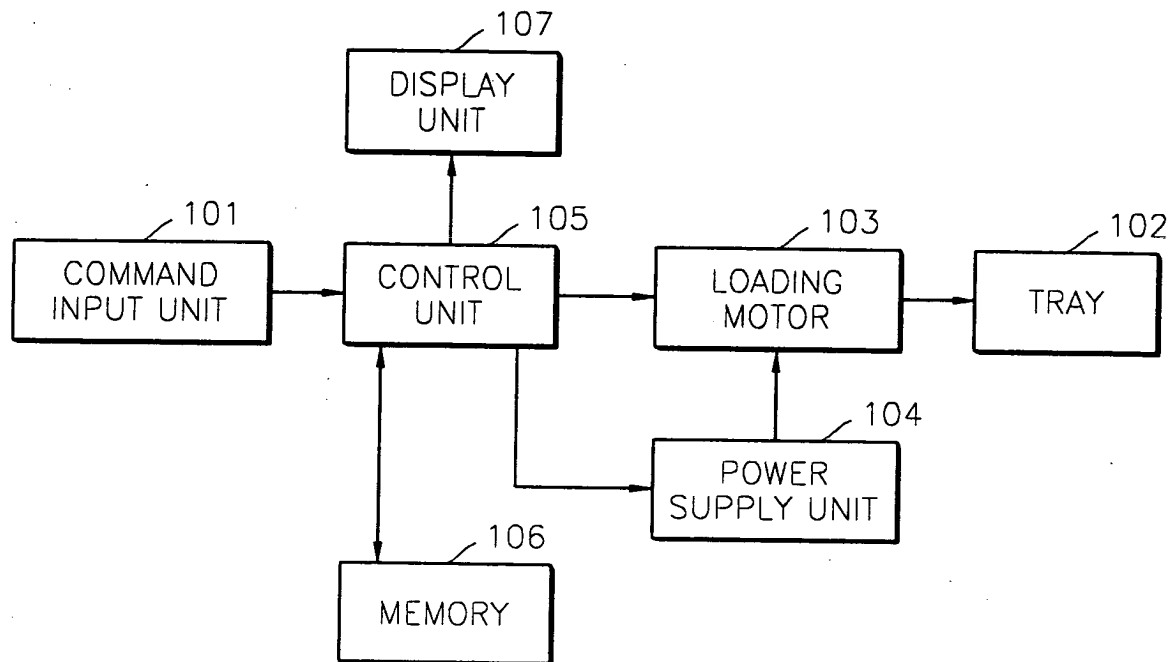 107
DISPLAY
UNIT
101
COMMAND
INPUT UNIT
105
CONTROL
UNIT
103
LOADING
MOTOR
102
TRAY
104
POWER
SUPPLY UNIT
106
MEMORY